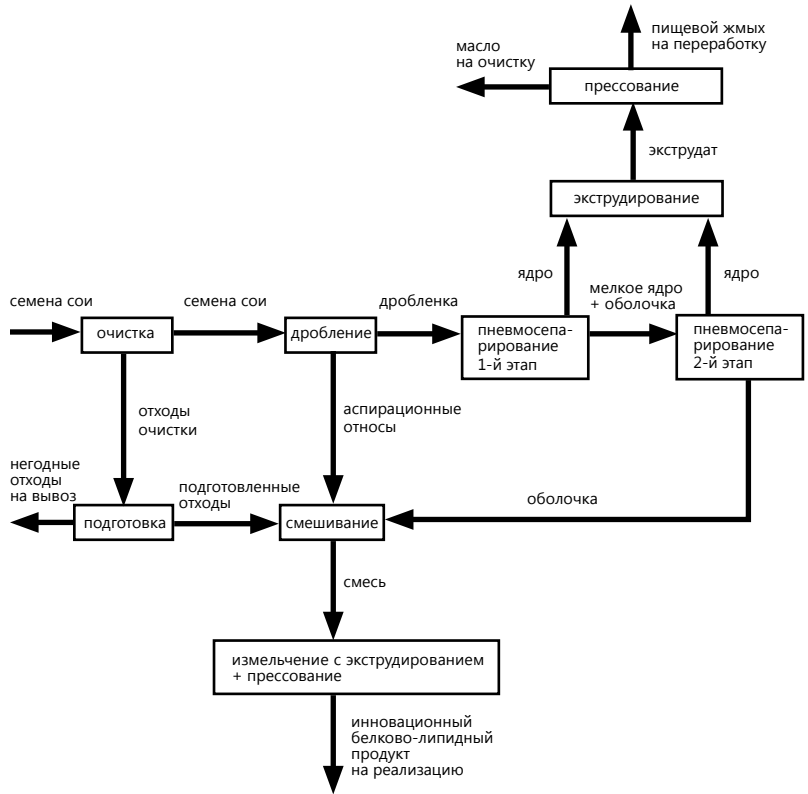 пищевой жмых
на переработку
масло
на очистку
прессование
экструдат
экструдирование
ядро
мелкое ядро
+ оболочка
ядро
семена сои
семена сои
дробленка
очистка
дробление
пневмосепа-
рирование
1-й этап
пневмосепа-
рирование
2-й этап
отходы
очистки
аспирационные
относы
негодные
отходы
на вывоз
подготовленные
отходы
оболочка
подготовка
смешивание
смесь
измельчение с экструдированием
+ прессование
инновационный
белково-липидный
продукт
на реализацию